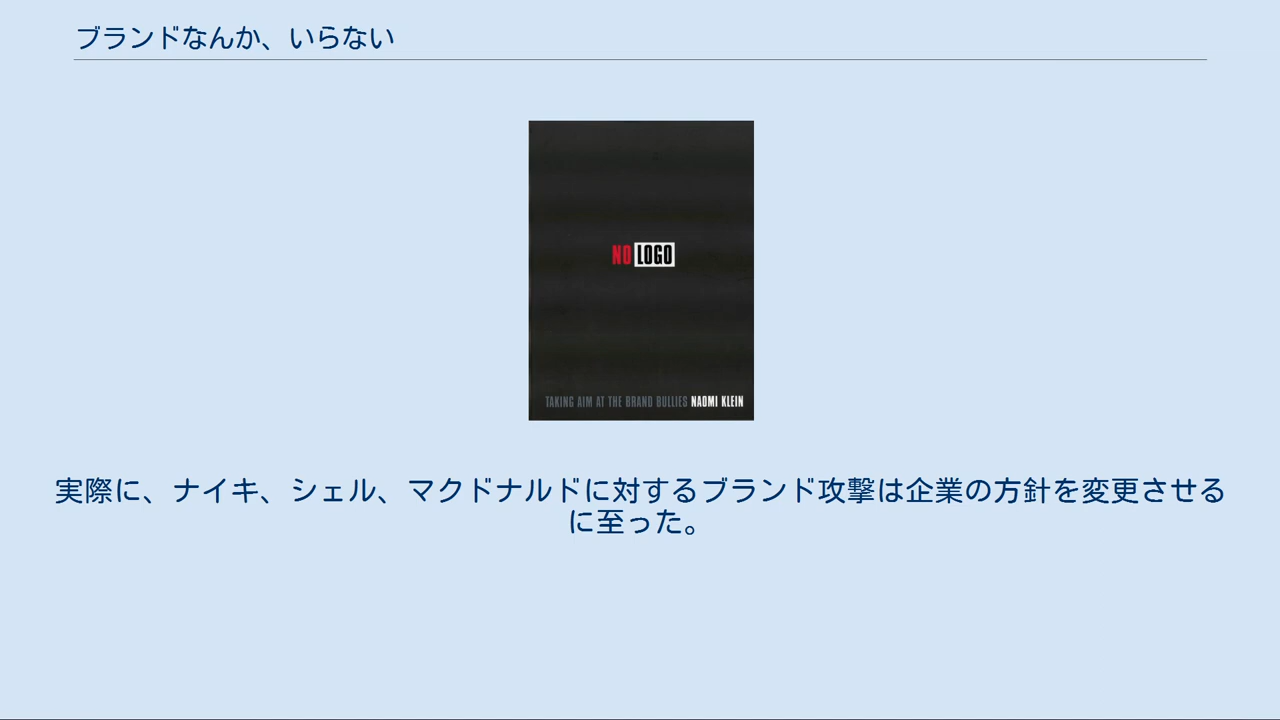 ブランドなんか、いらない
NO LOGO
TAKING AIM AT THE BRAND BULLIES NAOMI KLEIN
実際に、ナイキ、シェル、マクドナルドに対するブランド攻撃は企業の方針を変更させる
に至った。